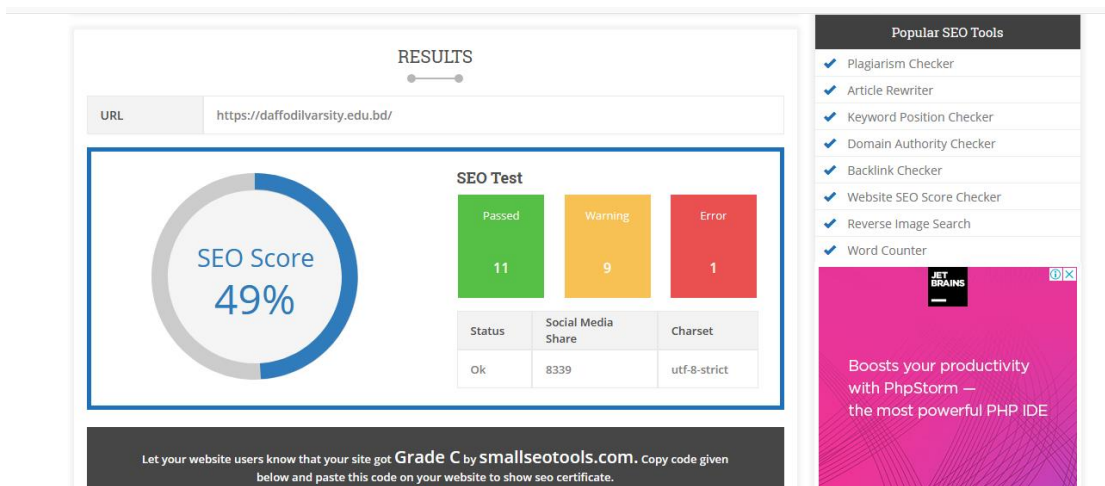 RESULTS
URL
https://daffodilvarsity.edu.bd/
SEO Score
49%
SEO Test
Passed
11
Warning
9
Error
1
Status
Social Media
Share
Charset
Ok
8339
utf-8-strict
Let your website users know that your site got Grade C by smallseotools.com. Copy code given
below and paste this code on your website to show seo certificate.
Popular SEO Tools
Plagiarism Checker
Article Rewriter
Keyword Position Checker
Domain Authority Checker
Backlink Checker
Website SEO Score Checker
Reverse Image Search
Word Counter
JET
BRAINS
Boosts your productivity
with PhpStorm —
the most powerful PHP IDE